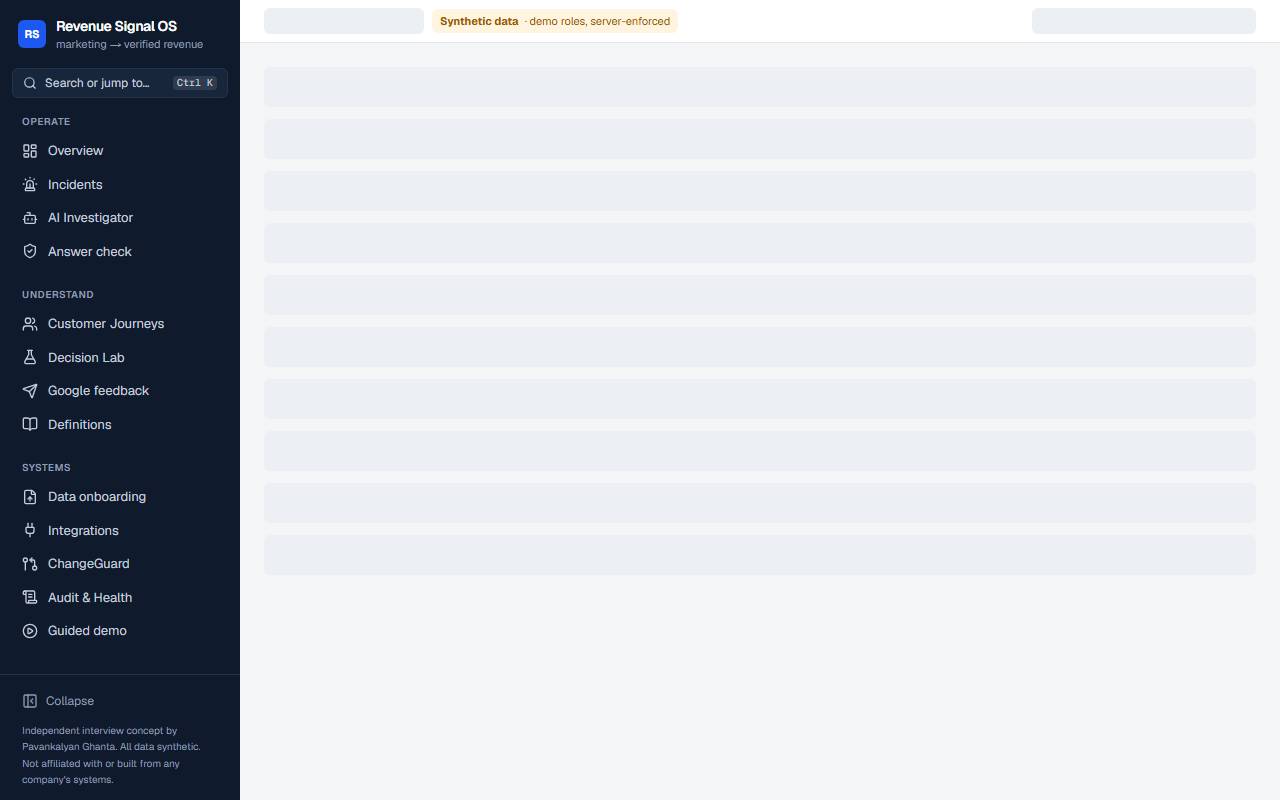 RS
Revenue Signal OS
marketing → verified revenue
Search or jump to… Ctrl K
OPERATE
Overview
Incidents
AI Investigator
Answer check
UNDERSTAND
Customer Journeys
Decision Lab
Google feedback
Definitions
SYSTEMS
Data onboarding
Integrations
ChangeGuard
Audit & Health
Guided demo
Collapse
Independent interview concept by
Pavankalyan Ghanta. All data synthetic.
Not affiliated with or built from any
company's systems.
Synthetic data · demo roles, server-enforced